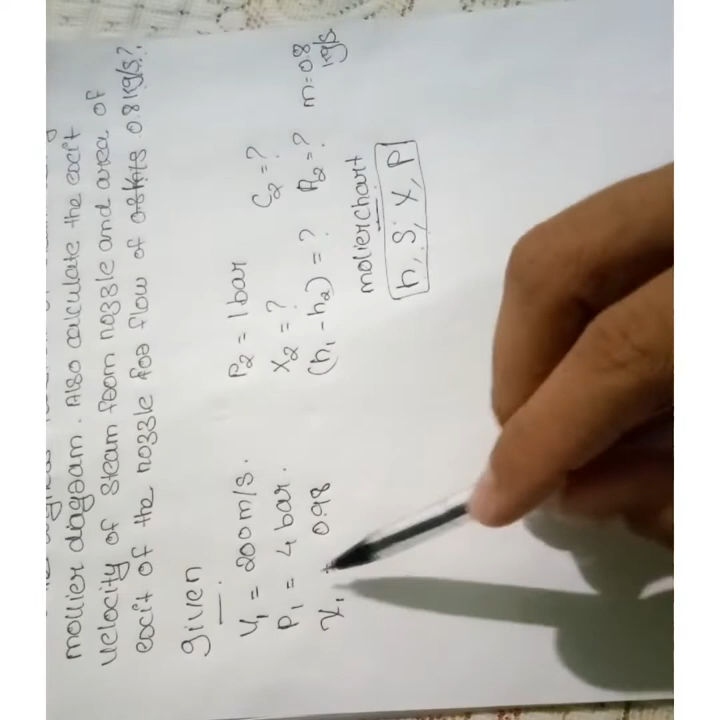 mollier diagram. Also calculate the exit
velocity of steam from nozzle and area of
exit of the nozzle for flow of 0.8 kg/s?
given
V₁ = 200 m/s. P₂ = 1 bar C₂ = ?
P₁ = 4 bar. X₂ = ? A₂ = ? m = 0.8 kg/s
x₁ 0.98 (h₁ - h₂) = ?
molierchart
h, s, x, P